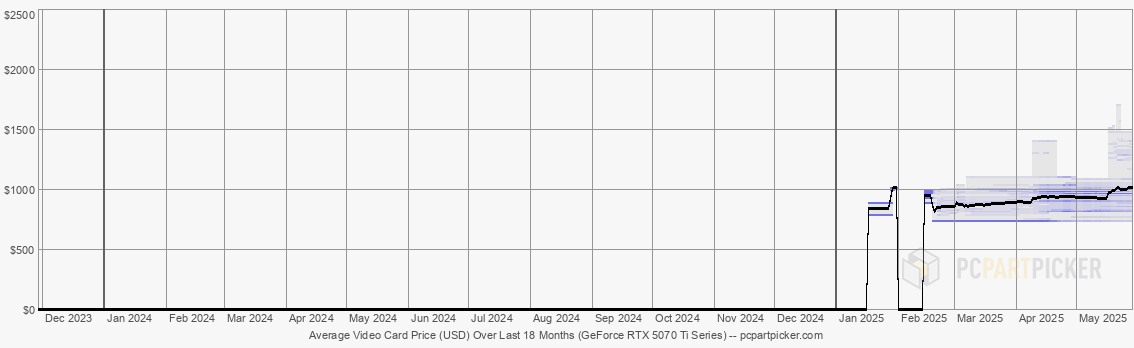 $2500
$2000
$1500
$1000
$500
$0
PCPARTPICKER
Dec 2023 Jan 2024 Feb 2024 Mar 2024 Apr 2024 May 2024 Jun 2024 Jul 2024 Aug 2024 Sep 2024 Oct 2024 Nov 2024 Dec 2024 Jan 2025 Feb 2025 Mar 2025 Apr 2025 May 2025
Average Video Card Price (USD) Over Last 18 Months (GeForce RTX 5070 Ti Series) -- pcpartpicker.com